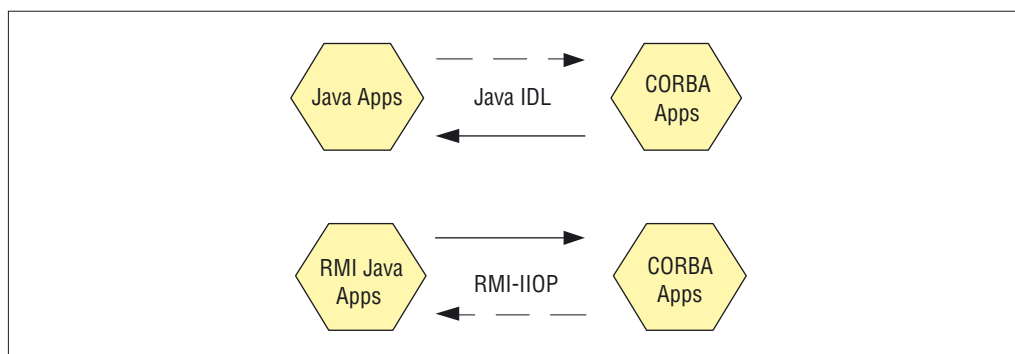 Java Apps
Java IDL
CORBA
Apps
RMI Java
Apps
RMI-IIOP
CORBA
Apps